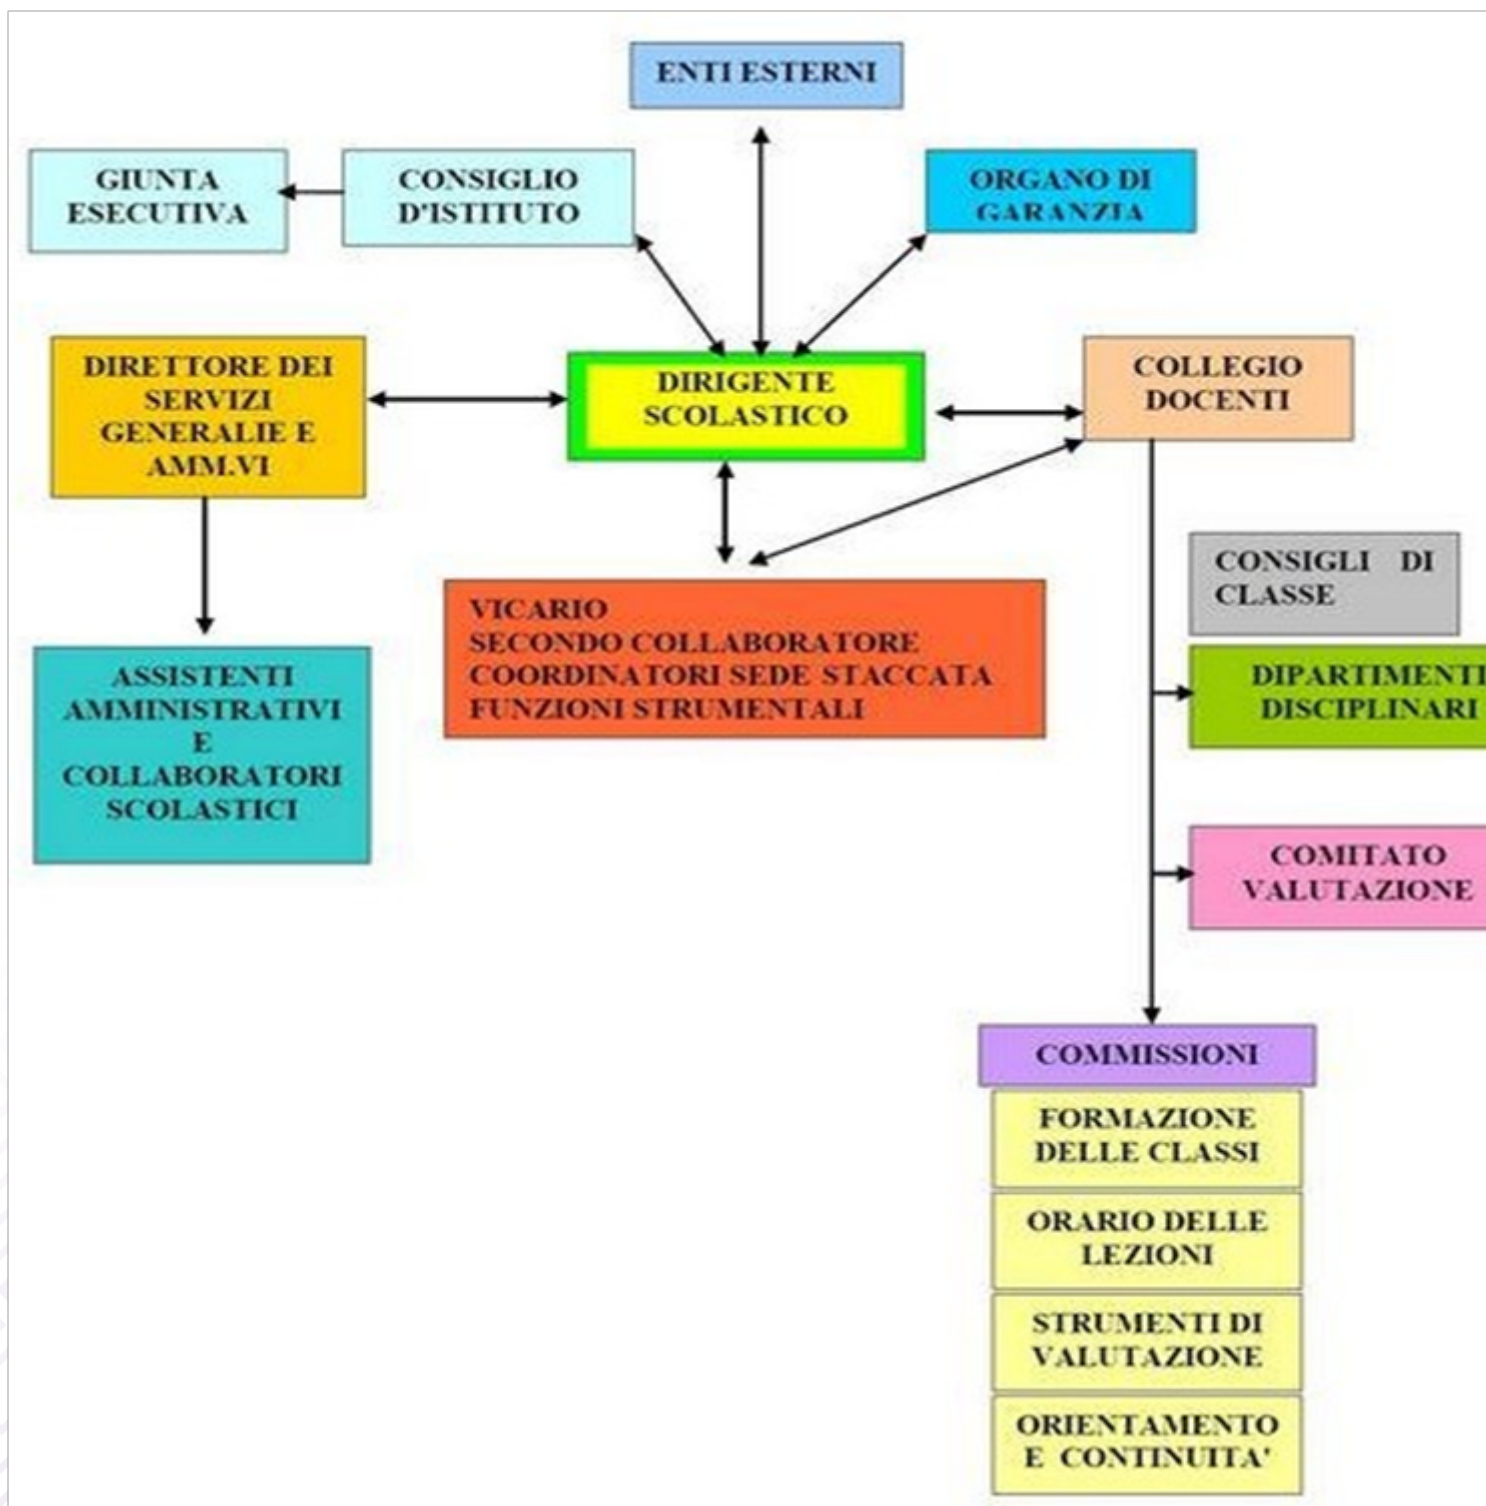 ENTI ESTERNI
GIUNTA
ESECUTIVA
CONSIGLIO
D'ISTITUTO
ORGANO DI
GARANZIA
DIRETTORE DEI
SERVIZI
GENERALIE E
AMM.VI
DIRIGENTE
SCOLASTICO
COLLEGIO
DOCENTI
CONSIGLI DI
CLASSE
VICARIO
SECONDO COLLABORATORE
COORDINATORI SEDE STACCATA
FUNZIONI STRUMENTALI
ASSISTENTI
AMMINISTRATIVI
E
COLLABORATORI
SCOLASTICI
DIPARTIMENTI
DISCIPLINARI
COMITATO
VALUTAZIONE
COMMISSIONI
FORMAZIONE
DELLE CLASSI
ORARIO DELLE
LEZIONI
STRUMENTI DI
VALUTAZIONE
ORIENTAMENTO
E CONTINUITA'